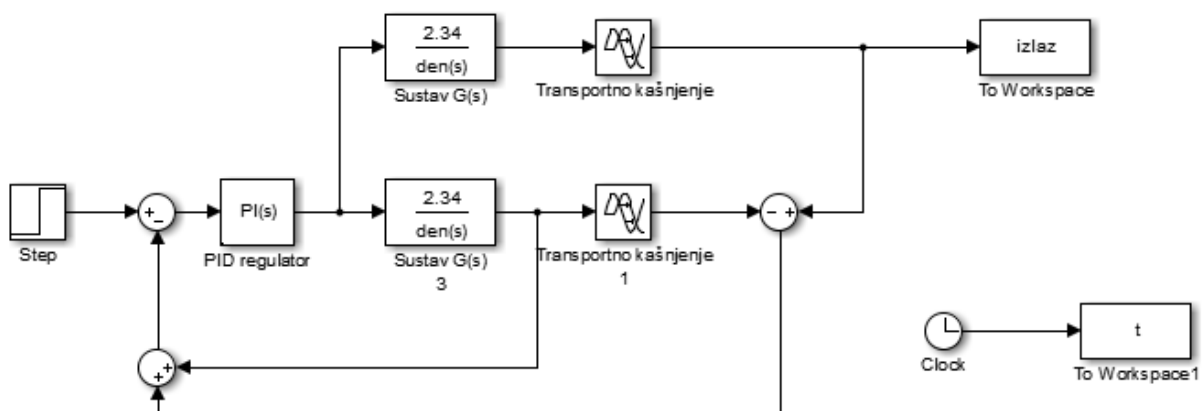 2.34
den(s)
Sustav G(s)
Transportno kašnjenje
izlaz
To Workspace
Step
+
-
PI(s)
PID regulator
2.34
den(s)
Sustav G(s)
3
Transportno kašnjenje
1
- +
+
+
Clock
t
To Workspace1